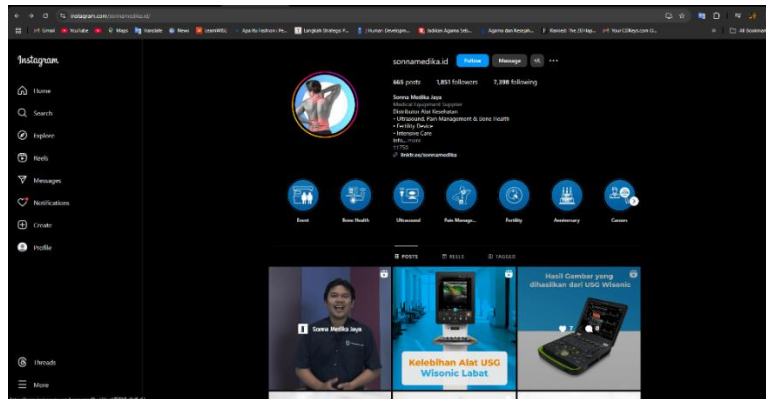 instagram.com/sonnamedika.id/
Gmail
YouTube
Maps
Translate
News
Instagram
sonnamedika.id
Follow
Message
665 posts
1,851 followers
7,398 following
Sonna Medika Jaya
Medical Equipment Supplier
Distributor Alat Kesehatan
- Ultrasound, Pain Management & Bone Health
- Fertility Device
- Intensive Care
Info... more
linktr.ee/sonnamedika
Home
Search
Explore
Reels
Messages
Notifications
Create
Profile
Event
Bone Health
Ultrasound
Pain Manage...
Fertility
Anniversary
Careers
POSTS
REELS
TAGGED
Sonna Medika Jaya
Kelebihan Alat USG
Wisonic Labat
Hasil Gambar yang
dihasilkan dari USG Wisonic
7
Threads
More